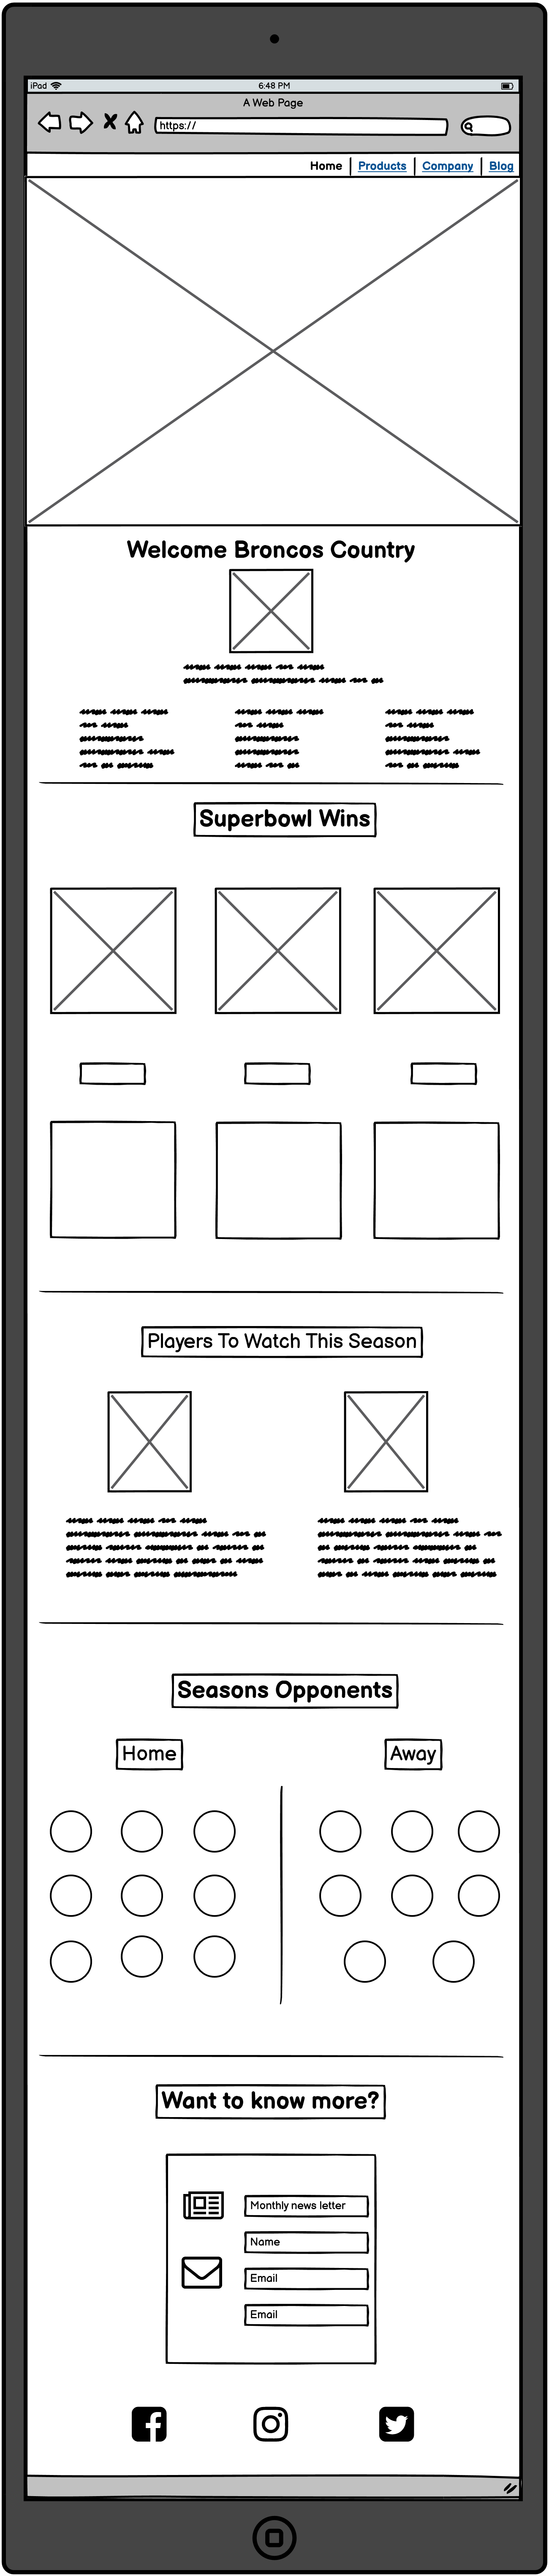 iPad 6:48 PM
A Web Page
https://
Home Products Company Blog
Welcome Broncos Country
Superbowl Wins
Players To Watch This Season
Seasons Opponents
Home Away
Want to know more?
Monthly news letter
Name
Email
Email